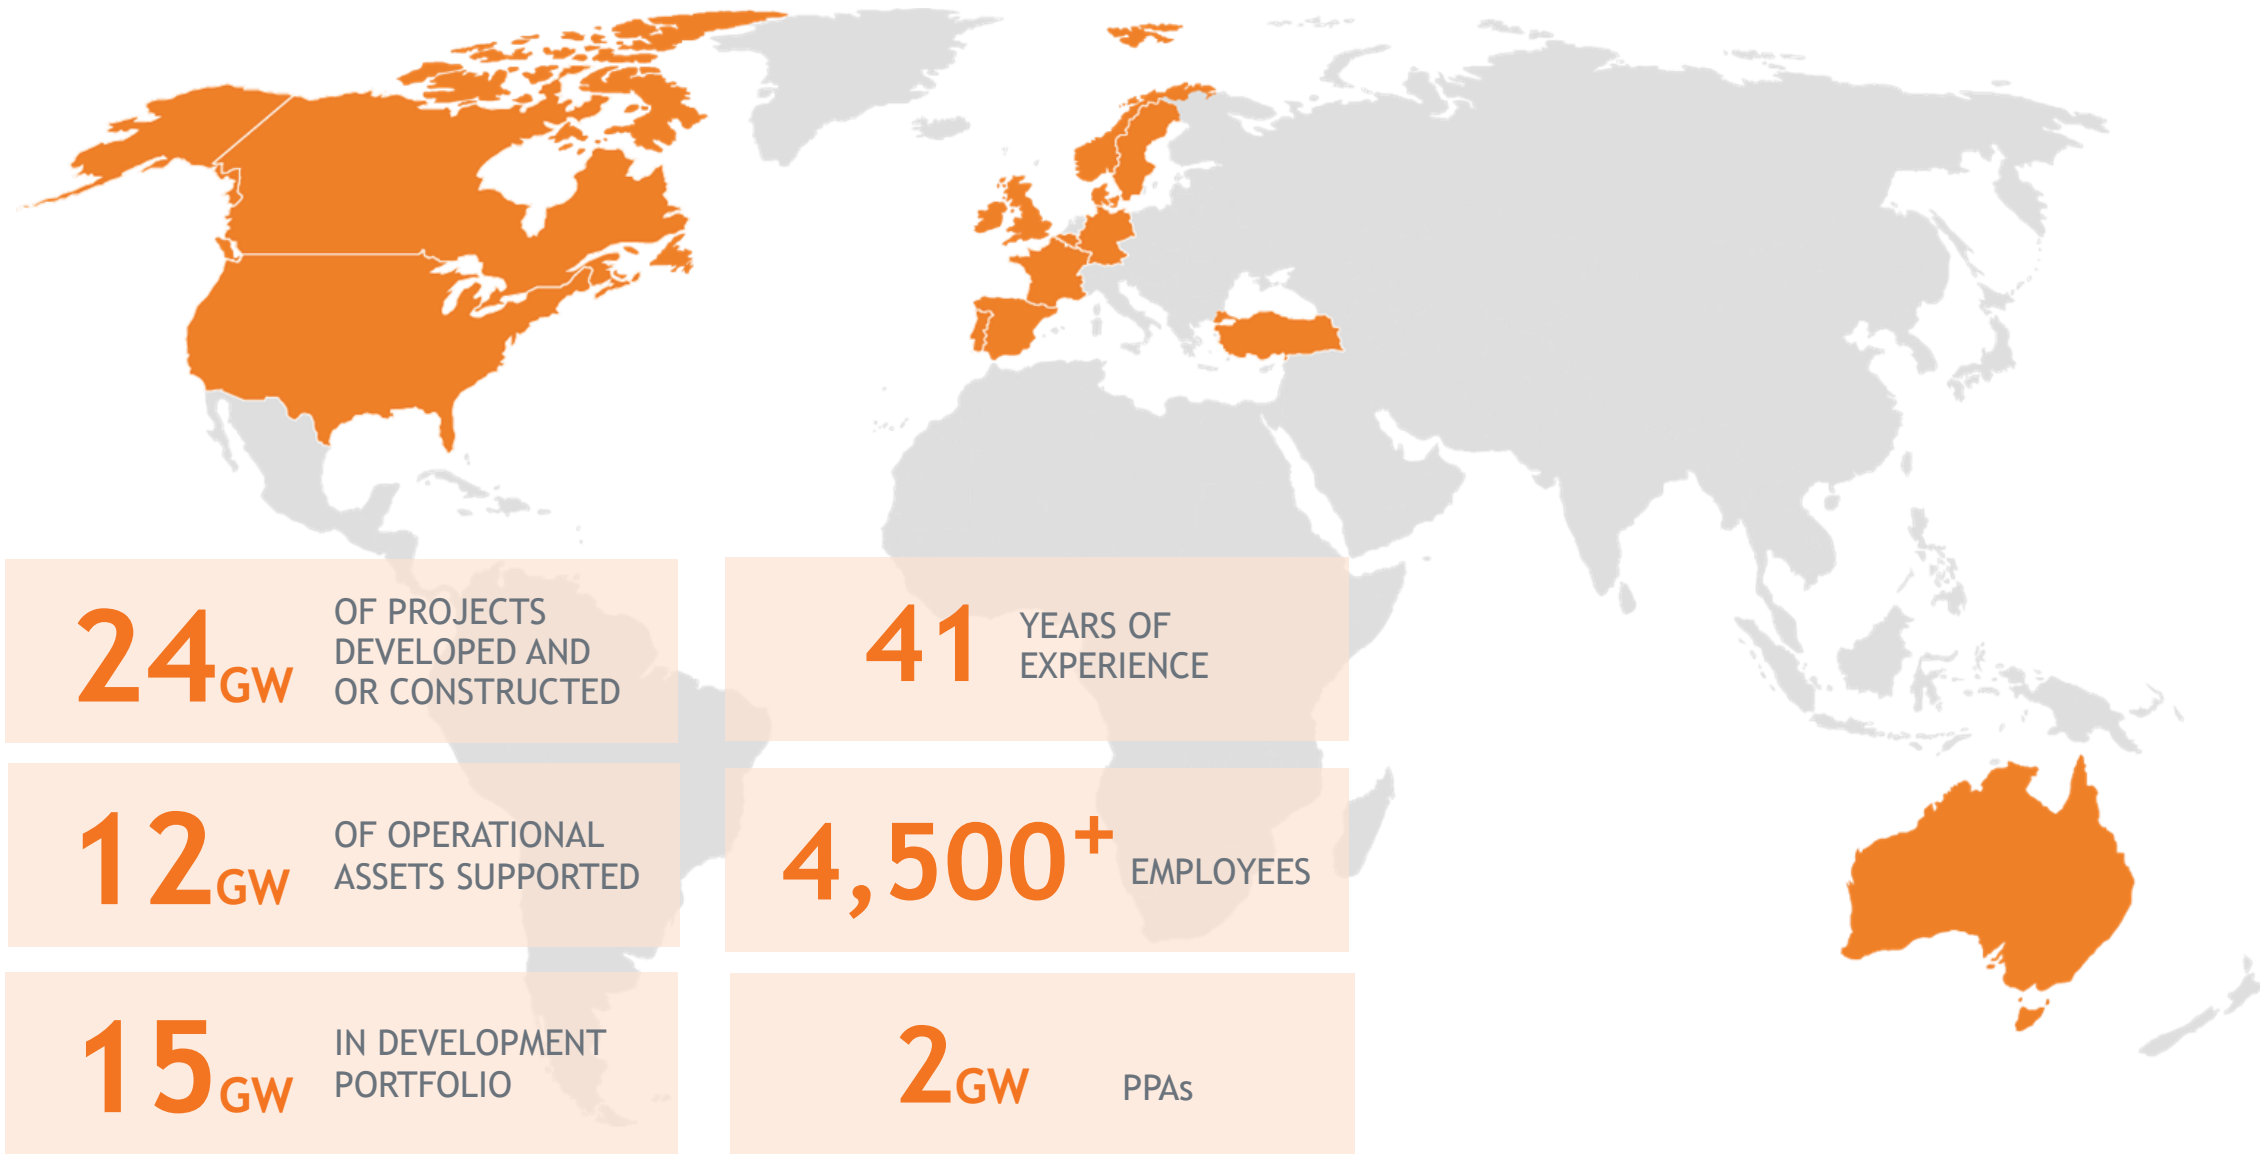 24GW
OF PROJECTS
DEVELOPED AND
OR CONSTRUCTED
41
YEARS OF
EXPERIENCE
12GW
OF OPERATIONAL
ASSETS SUPPORTED
4,500+
EMPLOYEES
15GW
IN DEVELOPMENT
PORTFOLIO
2GW
PPAs